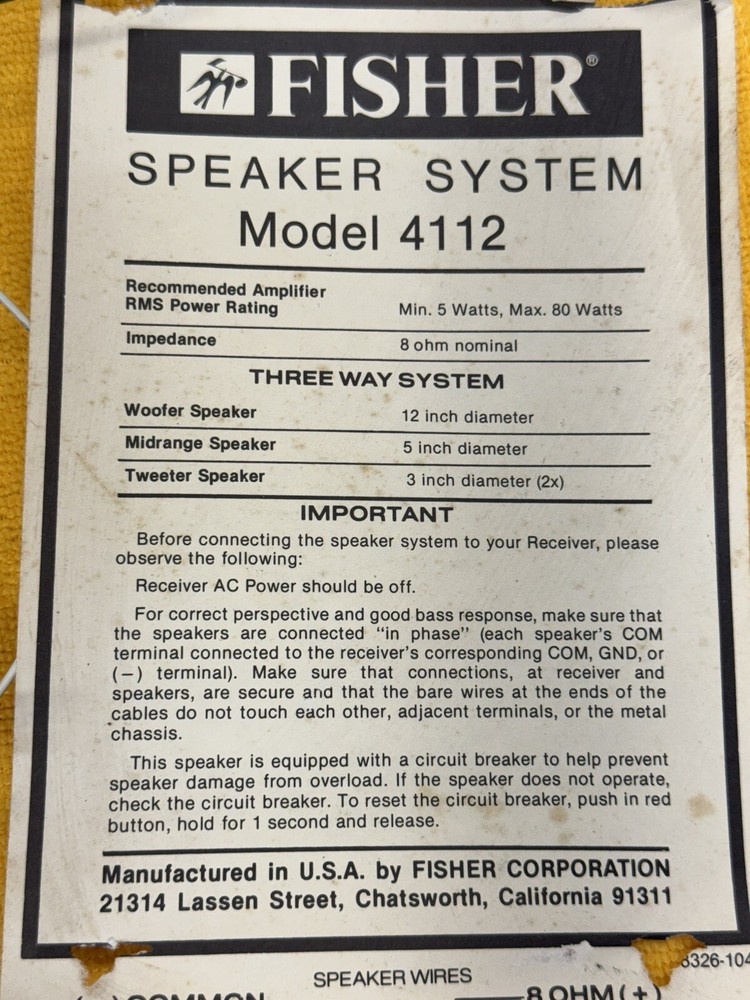 FISHER®
SPEAKER SYSTEM
Model 4112
Recommended Amplifier
RMS Power Rating Min. 5 Watts, Max. 80 Watts
Impedance 8 ohm nominal
THREE WAY SYSTEM
Woofer Speaker 12 inch diameter
Midrange Speaker 5 inch diameter
Tweeter Speaker 3 inch diameter (2x)
IMPORTANT
Before connecting the speaker system to your Receiver, please
observe the following:
Receiver AC Power should be off.
For correct perspective and good bass response, make sure that
the speakers are connected "in phase" (each speaker's COM
terminal connected to the receiver's corresponding COM, GND, or
(−) terminal). Make sure that connections, at receiver and
speakers, are secure and that the bare wires at the ends of the
cables do not touch each other, adjacent terminals, or the metal
chassis.
This speaker is equipped with a circuit breaker to help prevent
speaker damage from overload. If the speaker does not operate,
check the circuit breaker. To reset the circuit breaker, push in red
button, hold for 1 second and release.
Manufactured in U.S.A. by FISHER CORPORATION
21314 Lassen Street, Chatsworth, California 91311
8326-104
SPEAKER WIRES
COMMON 8 OHM (+)